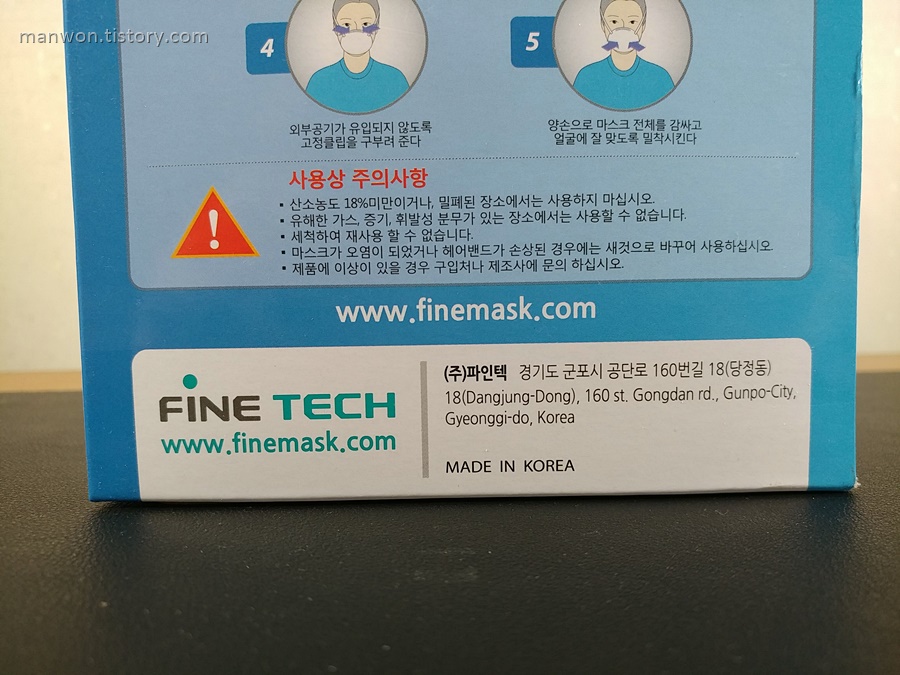 manwon.tistory.com
4
외부공기가 유입되지 않도록
고정클립을 구부려 준다
5
양손으로 마스크 전체를 감싸고
얼굴에 잘 맞도록 밀착시킨다
사용상 주의사항
▪ 산소농도 18%미만이거나, 밀폐된 장소에서는 사용하지 마십시오.
▪ 유해한 가스, 증기, 휘발성 분무가 있는 장소에서는 사용할 수 없습니다.
▪ 세척하여 재사용 할 수 없습니다.
▪ 마스크가 오염이 되었거나 헤어밴드가 손상된 경우에는 새것으로 바꾸어 사용하십시오.
▪ 제품에 이상이 있을 경우 구입처나 제조사에 문의 하십시오.
www.finemask.com
FINE TECH
www.finemask.com
(주)파인텍 경기도 군포시 공단로 160번길 18(당정동)
18(Dangjung-Dong), 160 st. Gongdan rd., Gunpo-City,
Gyeonggi-do, Korea
MADE IN KOREA